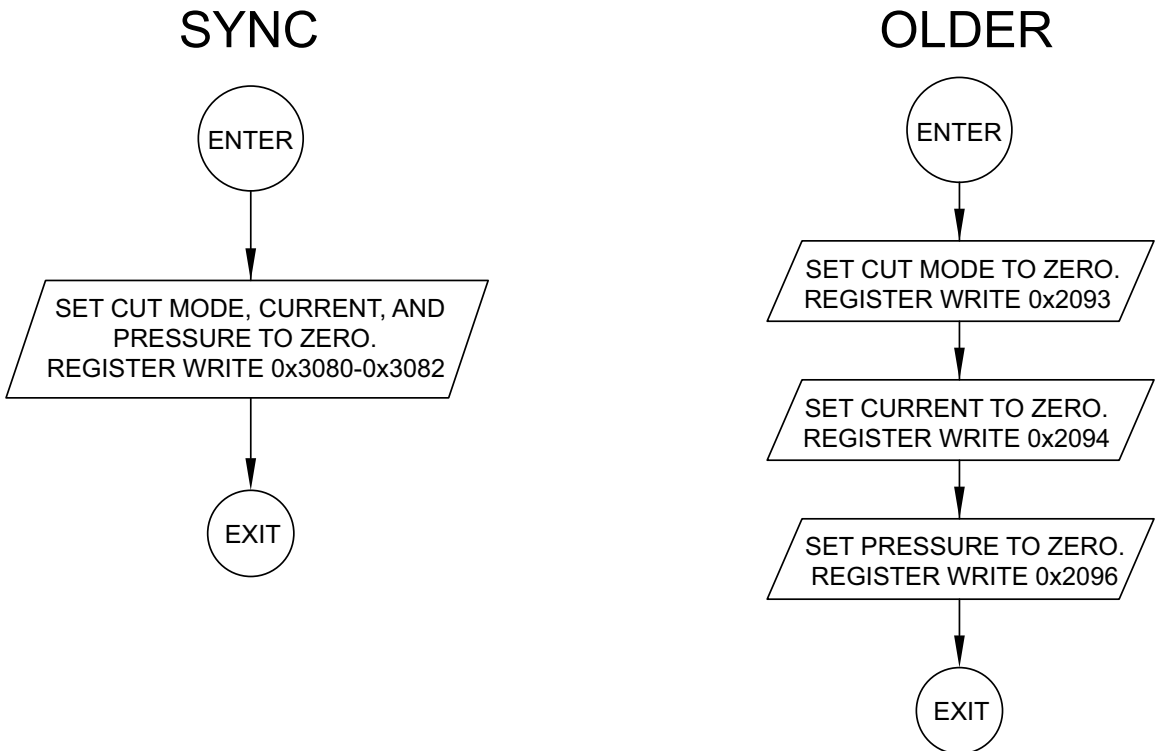 SYNC
ENTER
SET CUT MODE, CURRENT, AND
PRESSURE TO ZERO.
REGISTER WRITE 0x3080-0x3082
EXIT
OLDER
ENTER
SET CUT MODE TO ZERO.
REGISTER WRITE 0x2093
SET CURRENT TO ZERO.
REGISTER WRITE 0x2094
SET PRESSURE TO ZERO.
REGISTER WRITE 0x2096
EXIT